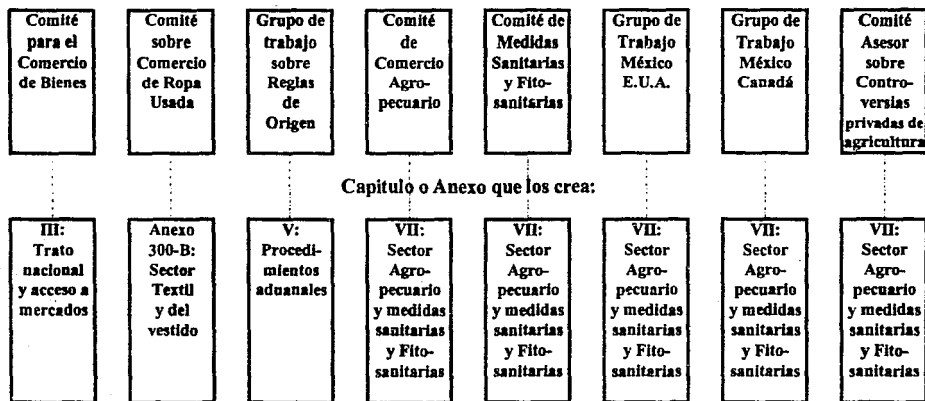 Comité
para el
Comercio
de Bienes
Comité
sobre
Comercio
de Ropa
Usada
Grupo de
trabajo
sobre
Reglas
de
Origen
Comité
de
Comercio
Agro-
pecuario
Comité de
Medidas
Sanitarias
y Fito-
sanitarias
Grupo de
Trabajo
México
E.U.A.
Grupo de
Trabajo
México
Canadá
Comité
Asesor
sobre
Contro-
versias
privadas de
agricultura
Capitulo o Anexo que los crea:
III:
Trato
nacional
y acceso a
mercados
Anexo
300-B:
Sector
Textil
y del
vestido
V:
Procedi-
mientos
aduanales
VII:
Sector
Agro-
pecuario
y medidas
sanitarias
y Fito-
sanitarias
VII:
Sector
Agro-
pecuario
y medidas
sanitarias
y Fito-
sanitarias
VII:
Sector
Agro-
pecuario
y medidas
sanitarias
y Fito-
sanitarias
VII:
Sector
Agro-
pecuario
y medidas
sanitarias
y Fito-
sanitarias
VII:
Sector
Agro-
pecuario
y medidas
sanitarias
y Fito-
sanitarias